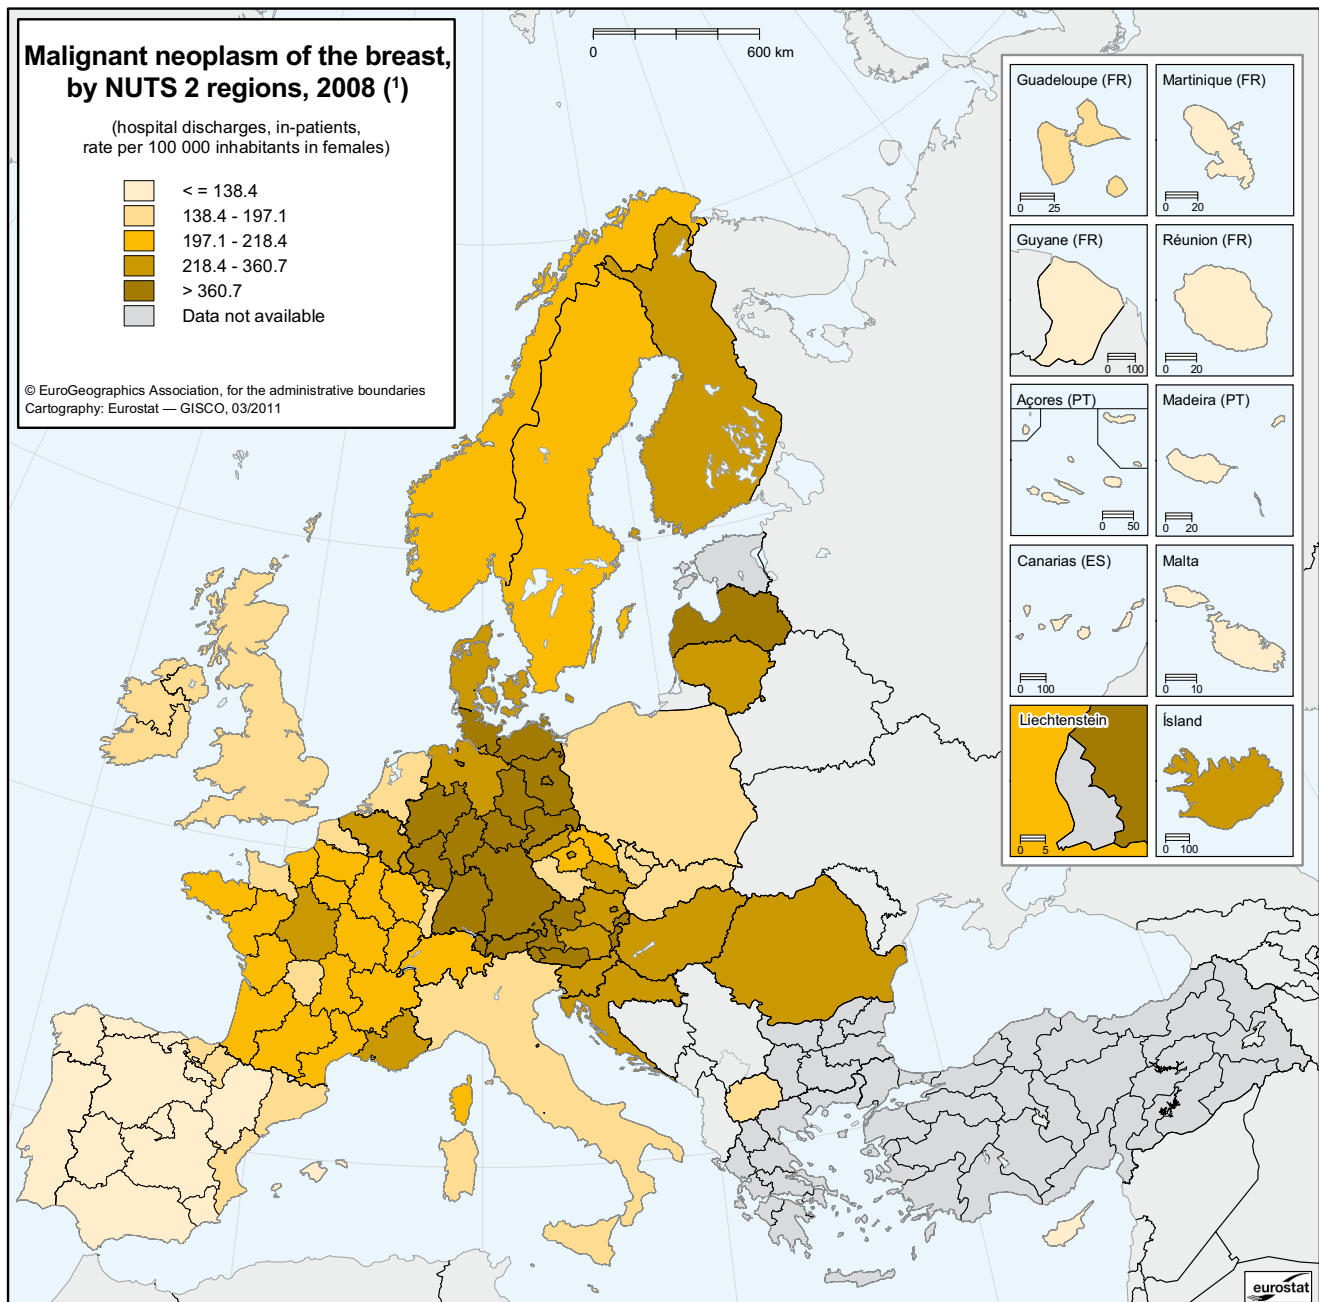 Malignant neoplasm of the breast,
by NUTS 2 regions, 2008 (¹)
(hospital discharges, in-patients,
rate per 100 000 inhabitants in females)
< = 138.4
138.4 - 197.1
197.1 - 218.4
218.4 - 360.7
> 360.7
Data not available
© EuroGeographics Association, for the administrative boundaries
Cartography: Eurostat — GISCO, 03/2011
0 600 km
Guadeloupe (FR)
0 25
Martinique (FR)
0 20
Guyane (FR)
0 100
Réunion (FR)
0 20
Açores (PT)
0 50
Madeira (PT)
0 20
Canarias (ES)
0 100
Malta
0 10
Liechtenstein
0 5
Ísland
0 100
eurostat